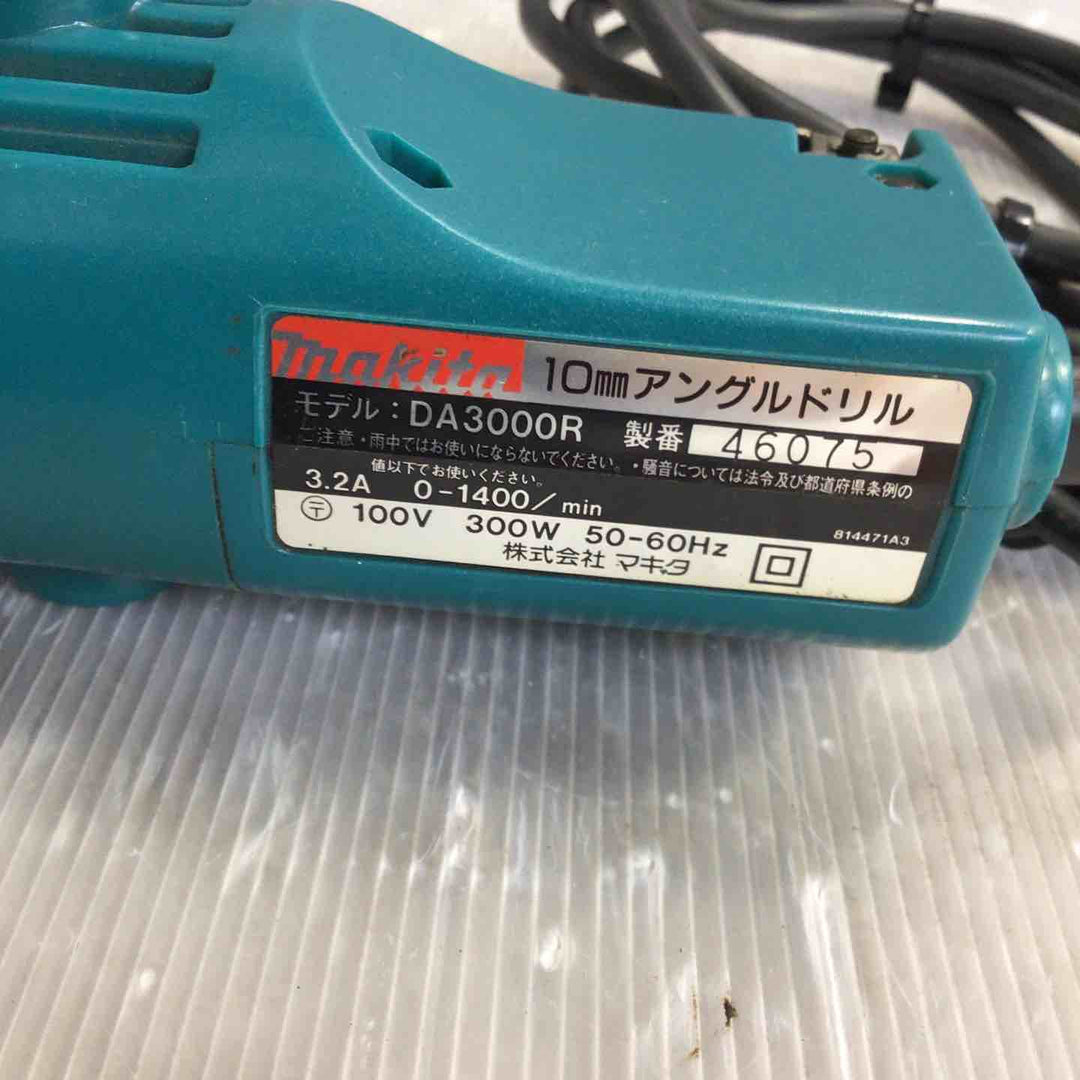 makita 10mmアングルドリル
モデル：DA3000R 製番 46075
ご注意・雨中ではお使いにならないでください。・騒音については法令及び都道府県条例の
値以下でお使いください。
3.2A 0-1400/min
〒 100V 300W 50-60Hz
814471A3
株式会社 マキタ